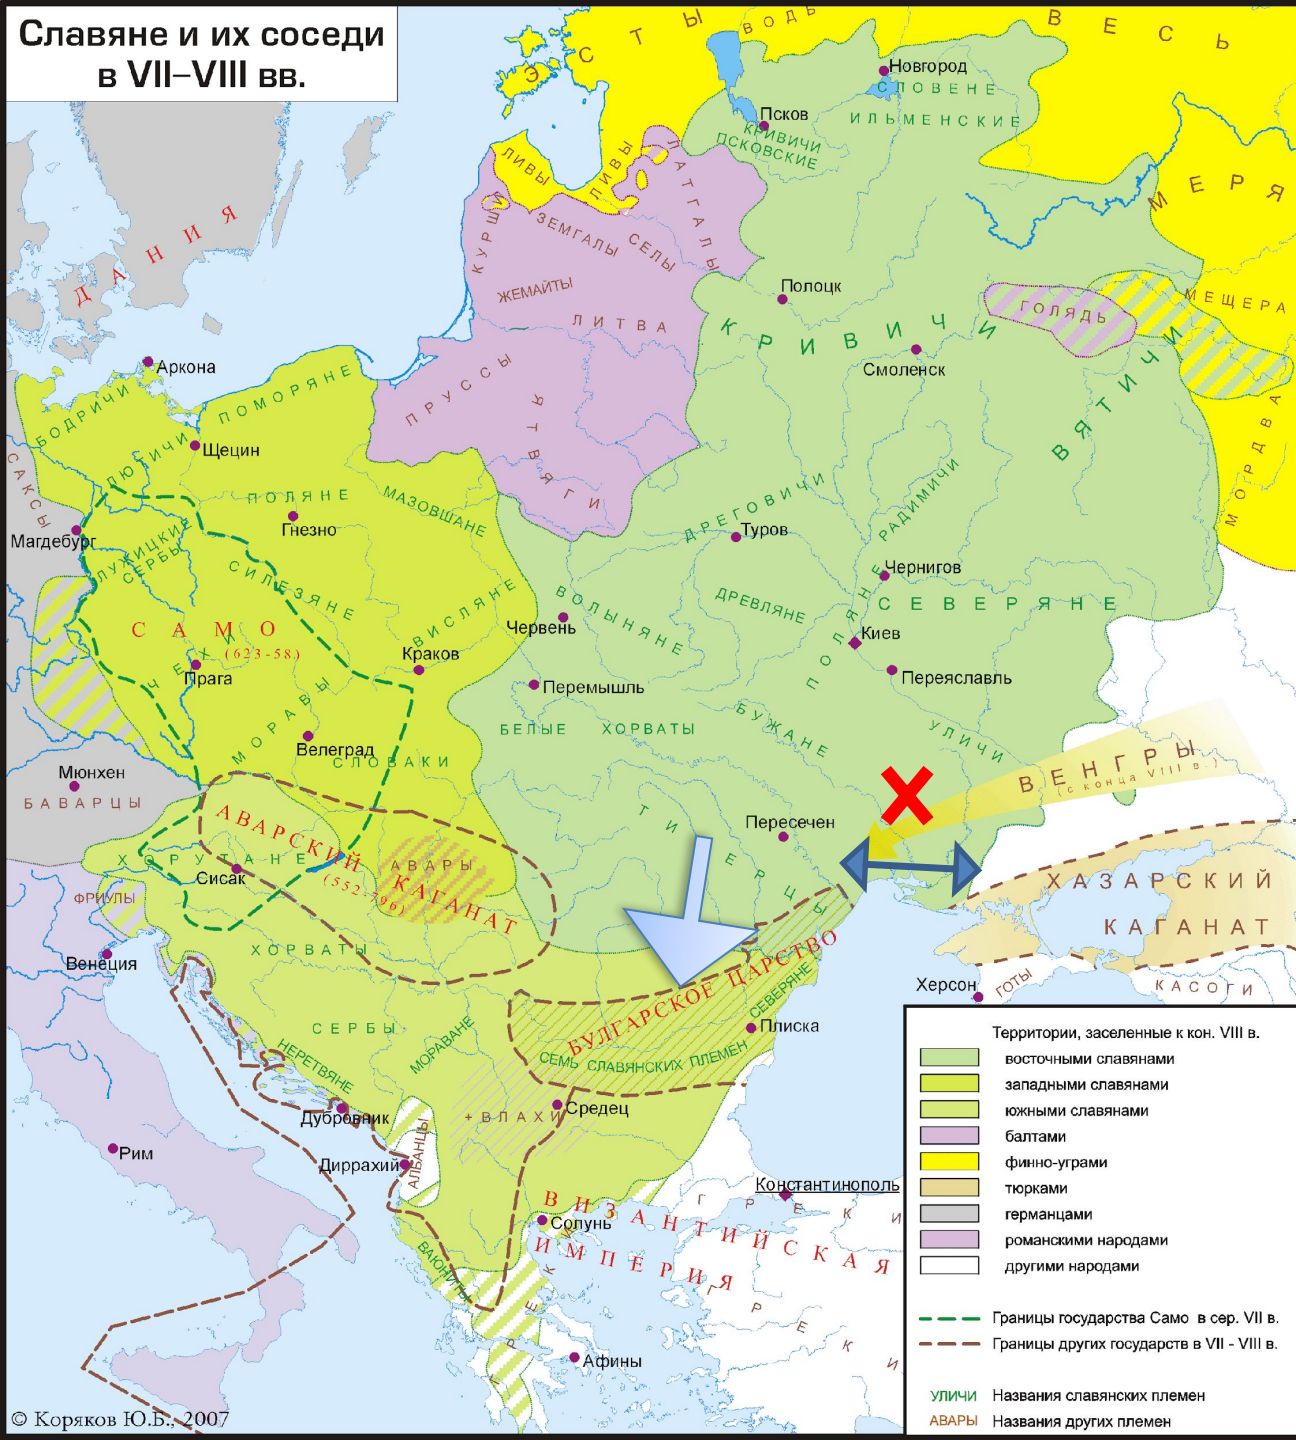 Славяне и их соседи
в VII–VIII вв.
ЭСТЫ
ВОДЬ
ВЕСЬ
Новгород
СЛОВЕНЕ
ИЛЬМЕНСКИЕ
Псков
КРИВИЧИ
ПСКОВСКИЕ
ЛИВЫ
ЛИВЫ
ЛАТГАЛЫ
МЕРЯ
ДАНИЯ
КУРШИ
ЗЕМГАЛЫ
СЕЛЫ
ЖЕМАЙТЫ
ЛИТВА
Полоцк
КРИВИЧИ
ГОЛЯДЬ
МЕЩЕРА
Смоленск
ВЯТИЧИ
МОРДВА
Аркона
ПРУССЫ
ЯТВЯГИ
БОДРИЧИ
ПОМОРЯНЕ
ЛЮТИЧИ
Щецин
САКСЫ
ПОЛЯНЕ
МАЗОВШАНЕ
Гнезно
Магдебург
ЛУЖИЦКИЕ
СЕРБЫ
СИЛЕЗЯНЕ
ДРЕГОВИЧИ
РАДИМИЧИ
Туров
Чернигов
САМО
(623-58)
ЧЕХИ
Прага
ВИСЛЯНЕ
Краков
ВОЛЫНЯНЕ
Червень
ДРЕВЛЯНЕ
ПОЛЯНЕ
СЕВЕРЯНЕ
Киев
Перемышль
Переяславль
МОРАВЫ
Велеград
СЛОВАКИ
БЕЛЫЕ ХОРВАТЫ
БУЖАНЕ
УЛИЧИ
ВЕНГРЫ
(с конца VIII в.)
Мюнхен
БАВАРЦЫ
АВАРСКИЙ
КАГАНАТ
(552-796)
АВАРЫ
ТИВЕРЦЫ
Пересечен
ХОРУТАНЕ
Сисак
ФРИУЛЫ
Венеция
ХОРВАТЫ
ХАЗАРСКИЙ
КАГАНАТ
Херсон
ГОТЫ
КАСОГИ
СЕРБЫ
МОРАВАНЕ
НЕРЕТВЯНЕ
БУЛГАРСКОЕ ЦАРСТВО
СЕВЕРЯНЕ
Плиска
СЕМЬ СЛАВЯНСКИХ ПЛЕМЕН
Дубровник
+ ВЛАХИ
Средец
Рим
Диррахий
АЛБАНЦЫ
Константинополь
ГРЕКИ
Солунь
ВИЗАНТИЙСКАЯ
ИМПЕРИЯ
ВАЮНИТЫ
ГРЕКИ
ГРЕКИ
Афины
Территории, заселенные к кон. VIII в.
восточными славянами
западными славянами
южными славянами
балтами
финно-уграми
тюрками
германцами
романскими народами
другими народами
Границы государства Само в сер. VII в.
Границы других государств в VII - VIII в.
УЛИЧИ Названия славянских племен
АВАРЫ Названия других племен
© Коряков Ю.Б., 2007